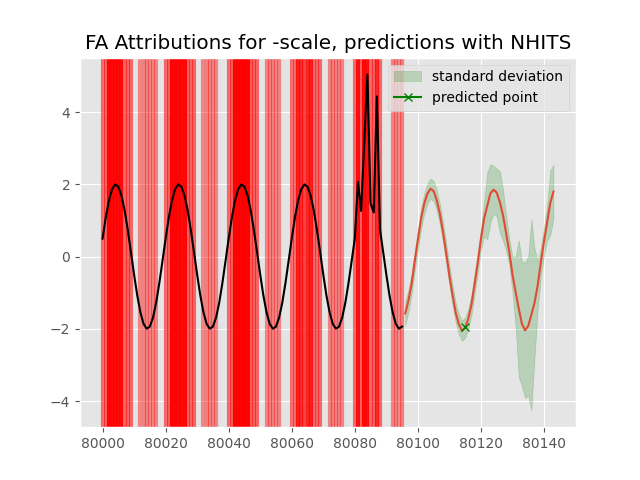 FA Attributions for -scale, predictions with NHITS
standard deviation
predicted point
4
2
0
−2
−4
80000 80020 80040 80060 80080 80100 80120 80140